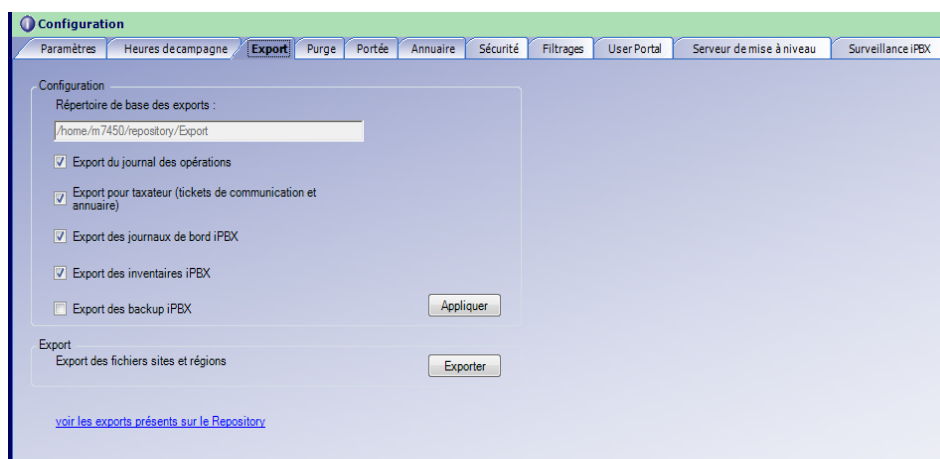 Configuration
Paramètres Heures de campagne Export Purge Portée Annuaire Sécurité Filtrages User Portal Serveur de mise à niveau Surveillance iPBX
Configuration
Répertoire de base des exports :
/home/m7450/repository/Export
Export du journal des opérations
Export pour taxateur (tickets de communication et
annuaire)
Export des journaux de bord iPBX
Export des inventaires iPBX
Export des backup iPBX
Appliquer
Export
Export des fichiers sites et régions
Exporter
voir les exports présents sur le Repository